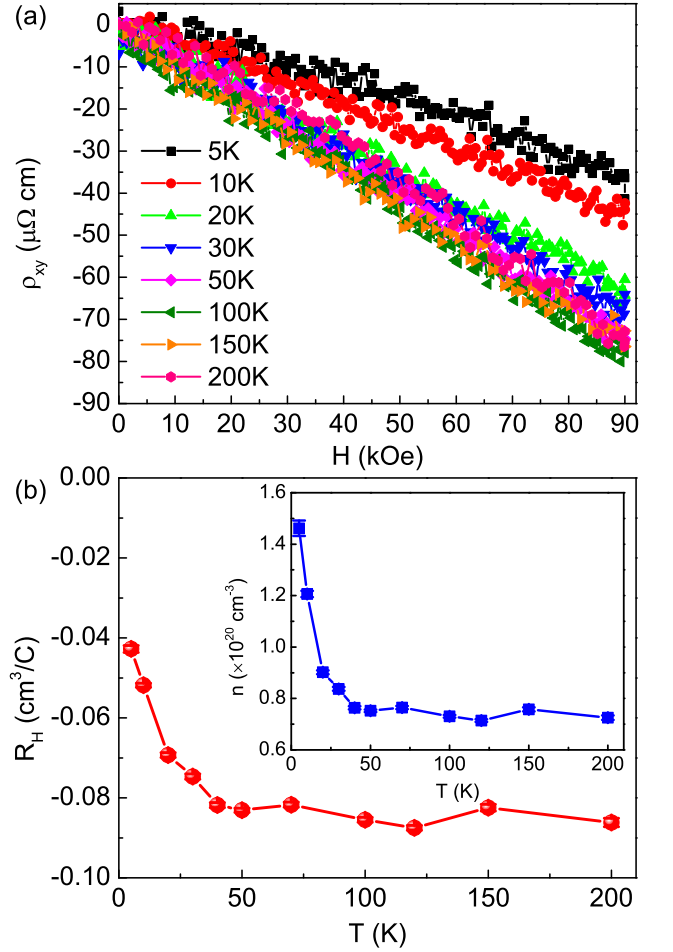 (a)
0
-10
-20
-30
-40
-50
-60
-70
-80
-90
ρxy (μΩ cm)
5K
10K
20K
30K
50K
100K
150K
200K
0 10 20 30 40 50 60 70 80 90
H (kOe)
(b)
0.00
-0.02
-0.04
-0.06
-0.08
-0.10
RH (cm³/C)
1.6
1.4
1.2
1.0
0.8
0.6
n (×10²⁰ cm⁻³)
0 50 100 150 200
T (K)
0 50 100 150 200
T (K)